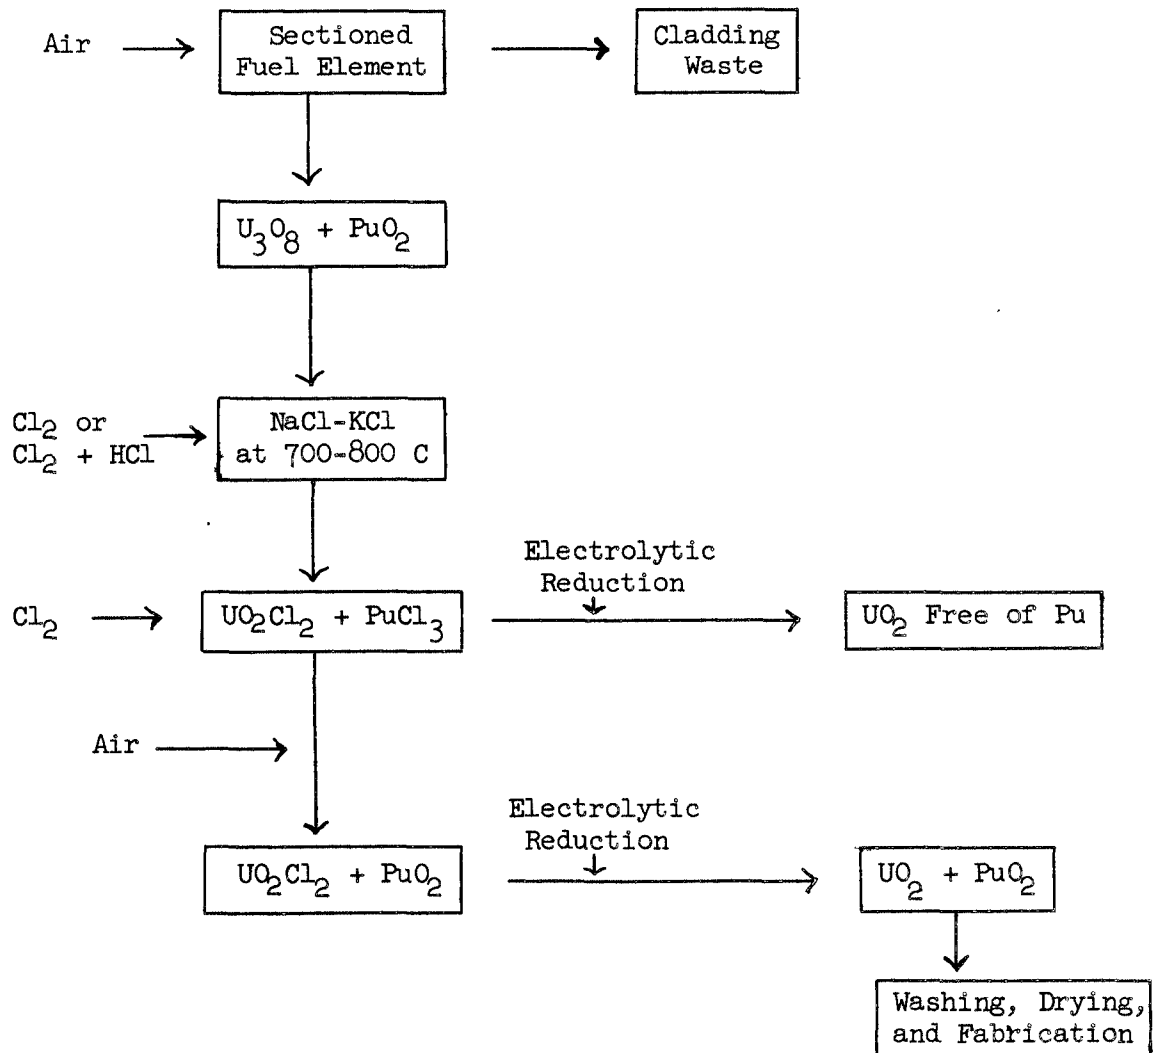 Air
Sectioned
Fuel Element
Cladding
Waste
U₃O₈ + PuO₂
Cl₂ or
Cl₂ + HCl
NaCl-KCl
at 700-800 C
Electrolytic
Reduction
Cl₂
UO₂Cl₂ + PuCl₃
UO₂ Free of Pu
Air
Electrolytic
Reduction
UO₂Cl₂ + PuO₂
UO₂ + PuO₂
Washing, Drying,
and Fabrication